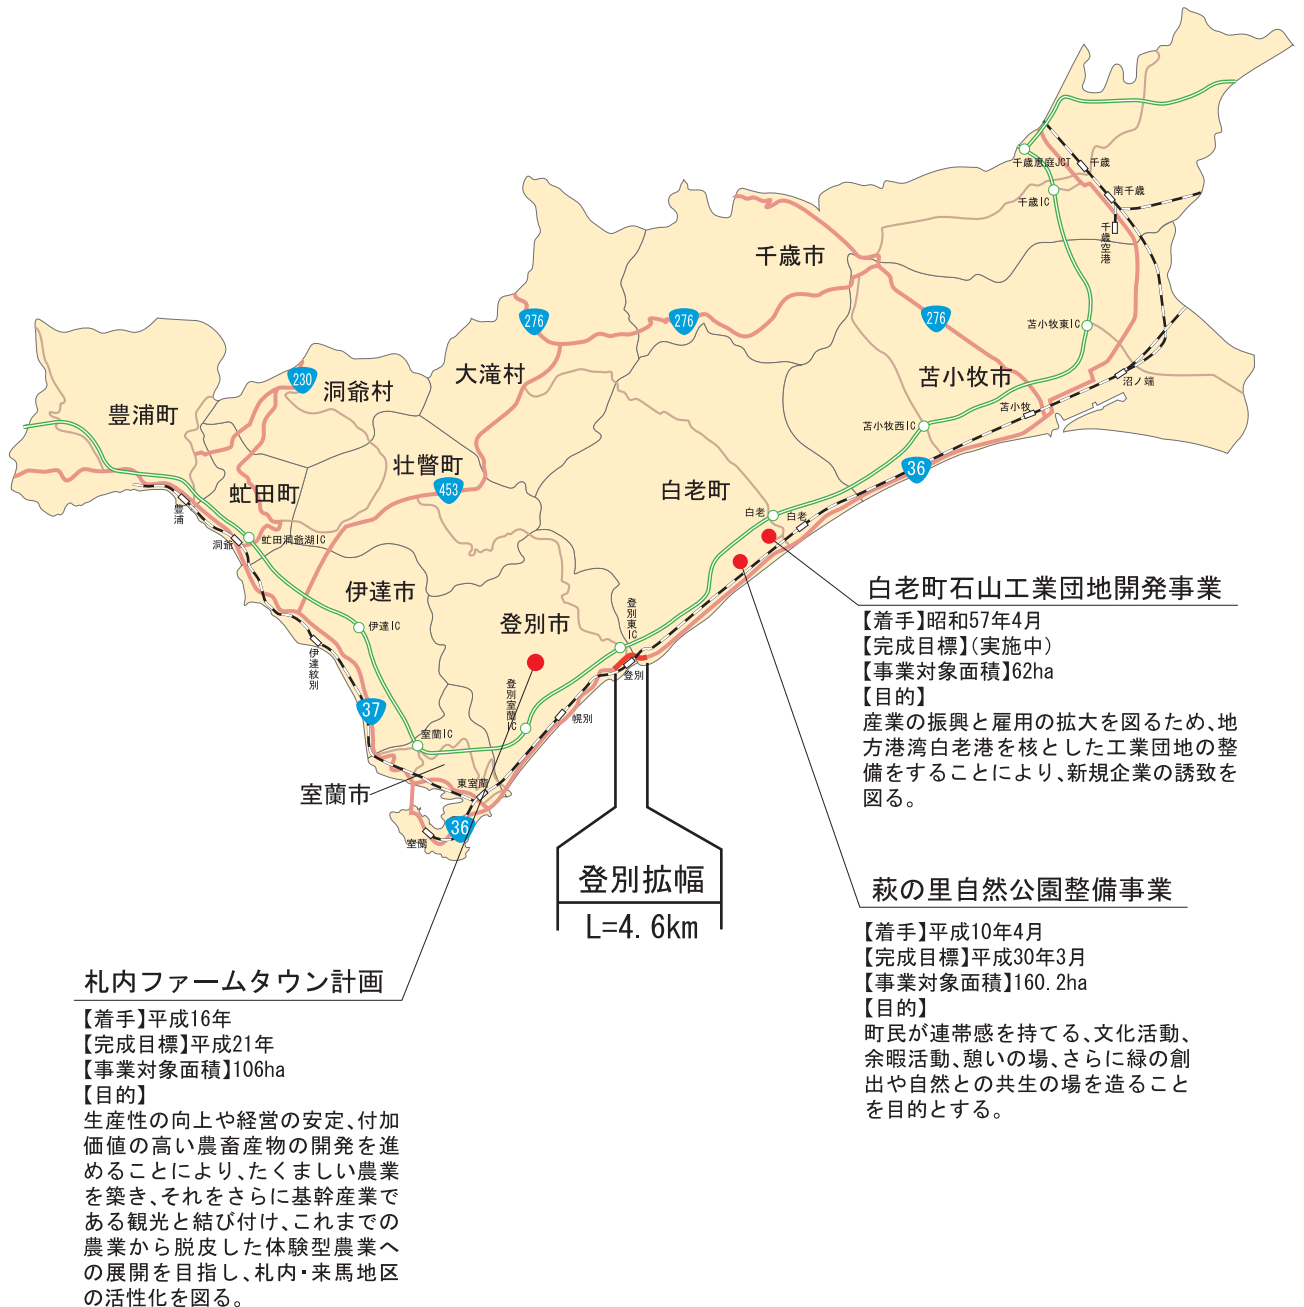 千歳恵庭JCT
千歳
千歳IC
南千歳
千歳空港
千歳市
276
276
276
苫小牧東IC
大滝村
苫小牧市
沼ノ端
230
洞爺村
豊浦町
苫小牧
苫小牧西IC
壮瞥町
36
453
白老町
虻田町
豊浦
白老
白老
洞爺
虻田洞爺湖IC
伊達市
白老町石山工業団地開発事業
【着手】昭和57年4月
【完成目標】(実施中)
【事業対象面積】62ha
【目的】
産業の振興と雇用の拡大を図るため、地
方港湾白老港を核とした工業団地の整
備をすることにより、新規企業の誘致を
図る。
登別市
登別東IC
伊達IC
伊達紋別
登別
登別室蘭IC
37
幌別
室蘭IC
東室蘭
室蘭市
36
室蘭
登別拡幅
L=4.6km
萩の里自然公園整備事業
【着手】平成10年4月
【完成目標】平成30年3月
【事業対象面積】160.2ha
【目的】
町民が連帯感を持てる、文化活動、
余暇活動、憩いの場、さらに緑の創
出や自然との共生の場を造ること
を目的とする。
札内ファームタウン計画
【着手】平成16年
【完成目標】平成21年
【事業対象面積】106ha
【目的】
生産性の向上や経営の安定、付加
価値の高い農畜産物の開発を進
めることにより、たくましい農業
を築き、それをさらに基幹産業で
ある観光と結び付け、これまでの
農業から脱皮した体験型農業へ
の展開を目指し、札内・来馬地区
の活性化を図る。